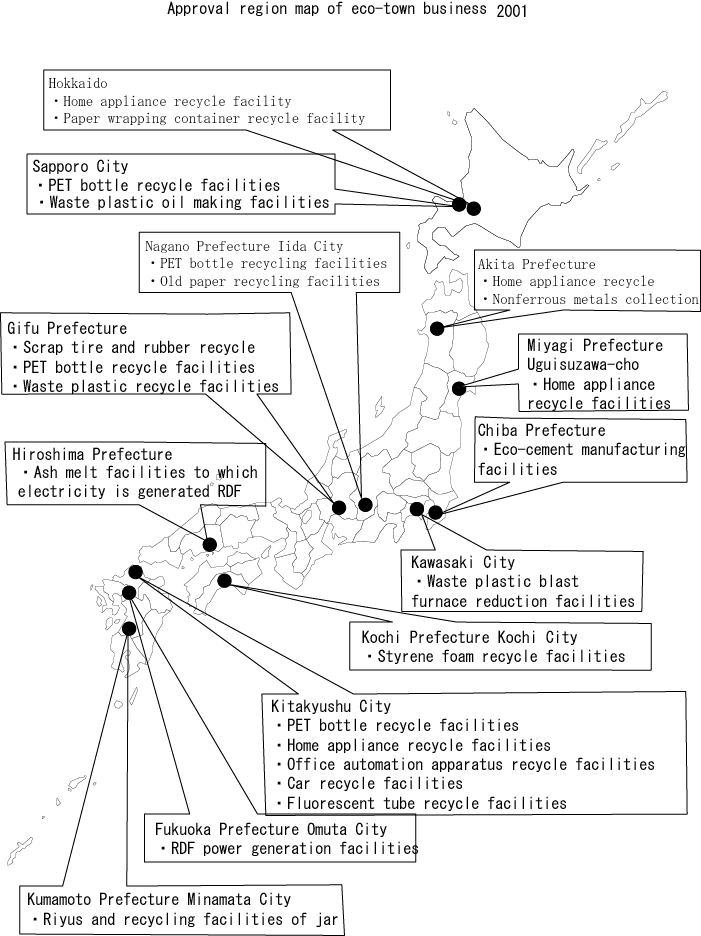 Approval region map of eco-town business 2001
Hokkaido
・Home appliance recycle facility
・Paper wrapping container recycle facility
Sapporo City
・PET bottle recycle facilities
・Waste plastic oil making facilities
Nagano Prefecture Iida City
・PET bottle recycling facilities
・Old paper recycling facilities
Akita Prefecture
・Home appliance recycle
・Nonferrous metals collection
Gifu Prefecture
・Scrap tire and rubber recycle
・PET bottle recycle facilities
・Waste plastic recycle facilities
Miyagi Prefecture
Uguisuzawa-cho
・Home appliance
recycle facilities
Chiba Prefecture
・Eco-cement manufacturing
facilities
Hiroshima Prefecture
・Ash melt facilities to which
electricity is generated RDF
Kawasaki City
・Waste plastic blast
furnace reduction facilities
Kochi Prefecture Kochi City
・Styrene foam recycle facilities
Kitakyushu City
・PET bottle recycle facilities
・Home appliance recycle facilities
・Office automation apparatus recycle facilities
・Car recycle facilities
・Fluorescent tube recycle facilities
Fukuoka Prefecture Omuta City
・RDF power generation facilities
Kumamoto Prefecture Minamata City
・Riyus and recycling facilities of jar